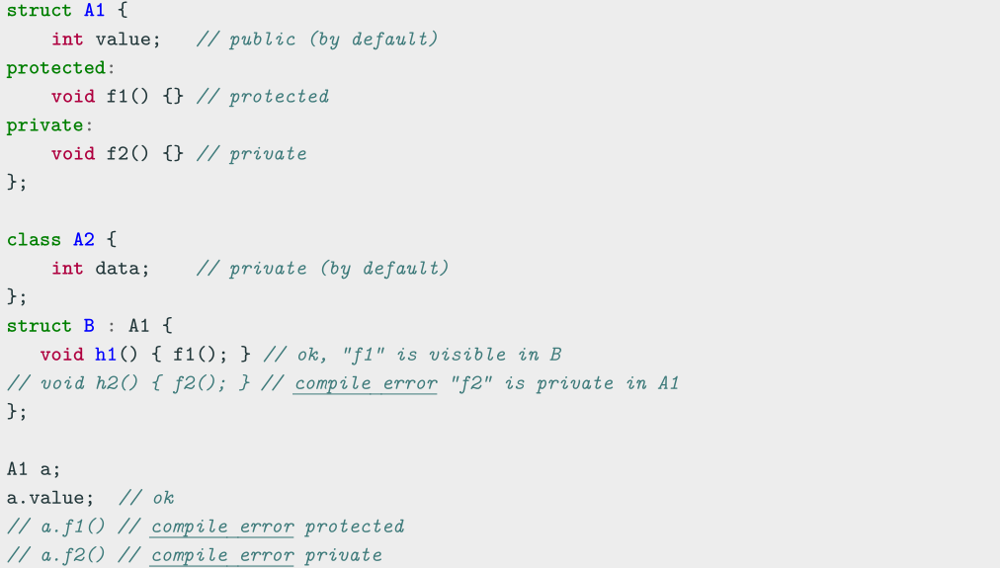 struct A1 {
    int value;   // public (by default)
protected:
    void f1() {} // protected
private:
    void f2() {} // private
};

class A2 {
    int data;    // private (by default)
};
struct B : A1 {
   void h1() { f1(); } // ok, "f1" is visible in B
// void h2() { f2(); } // compile error "f2" is private in A1
};

A1 a;
a.value;  // ok
// a.f1() // compile error protected
// a.f2() // compile error private